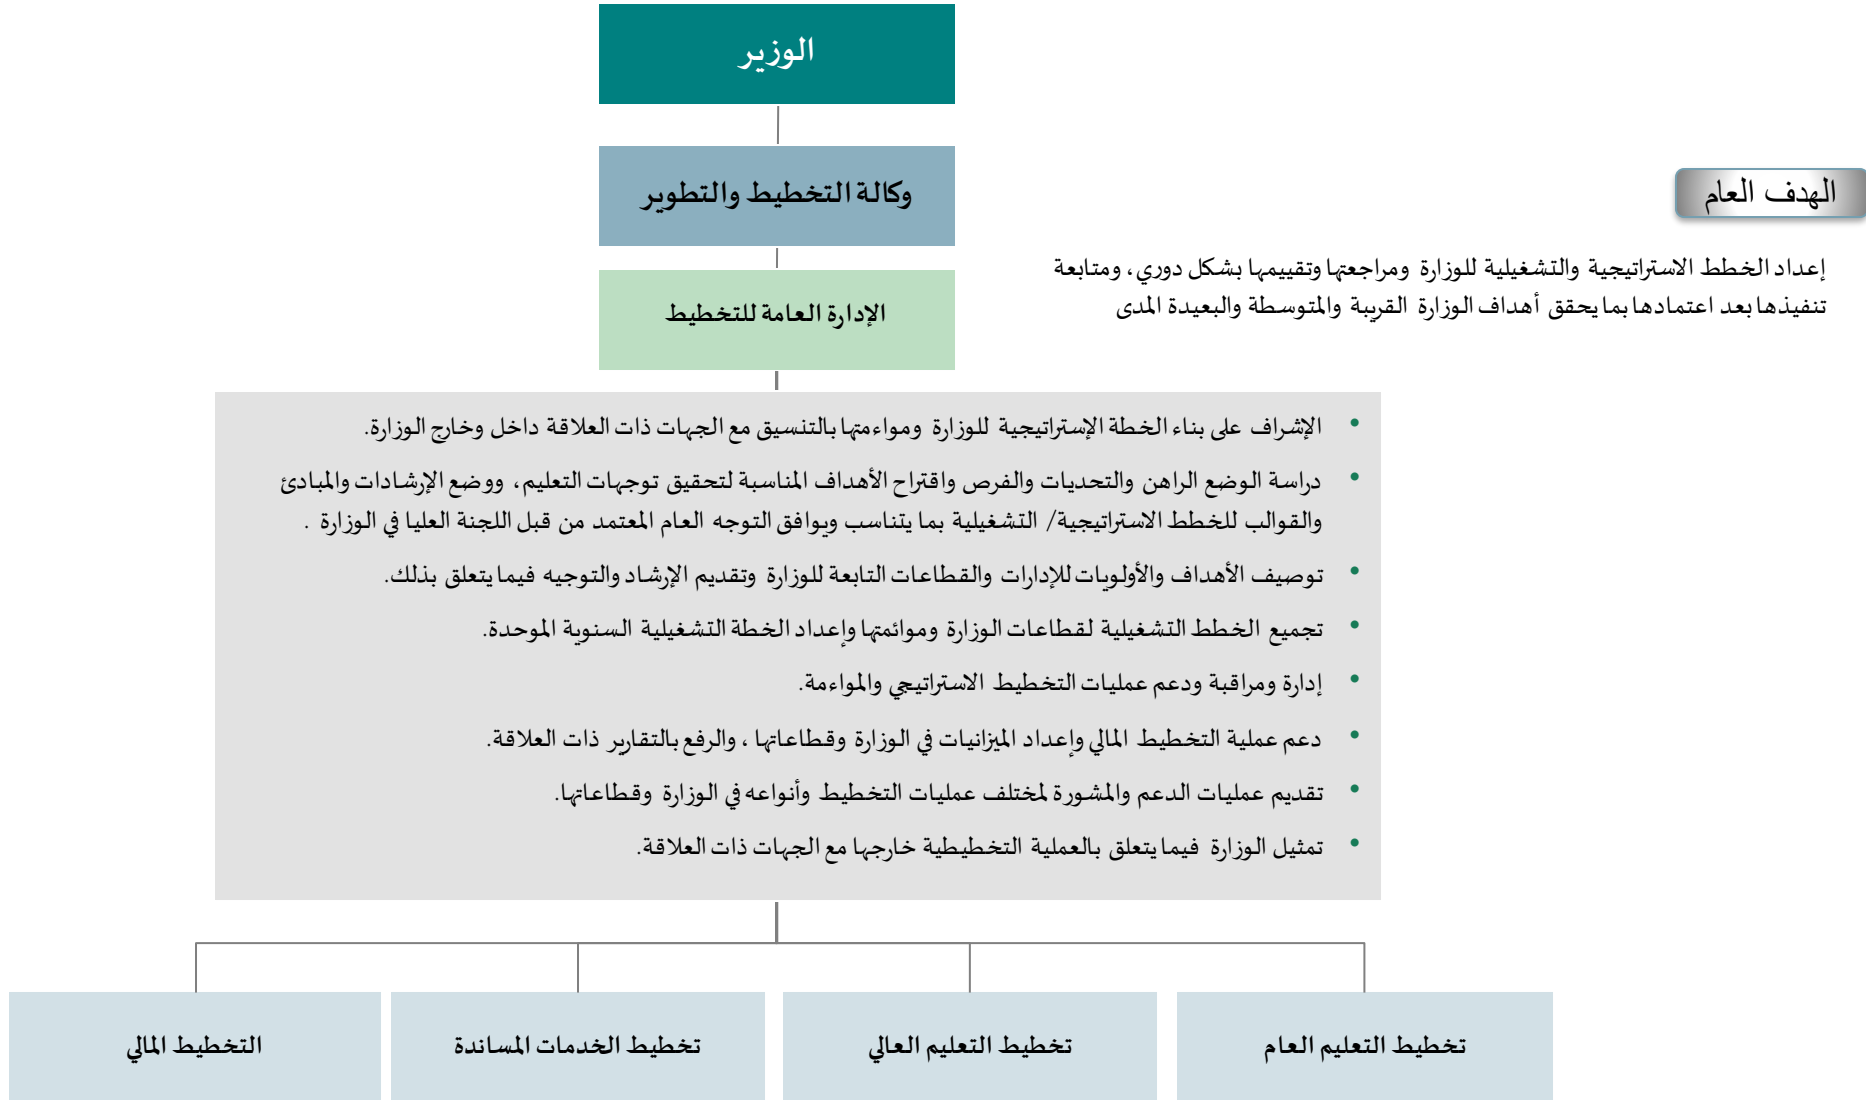 الوزير
وكالة التخطيط والتطوير
الهدف العام
إعداد الخطط الاستراتيجية والتشغيلية للوزارة ومراجعتها وتقييمها بشكل دوري، ومتابعة
تنفيذها بعد اعتمادها بما يحقق أهداف الوزارة القريبة والمتوسطة والبعيدة المدى
الإدارة العامة للتخطيط
• الإشراف على بناء الخطة الإستراتيجية للوزارة ومواءمتها بالتنسيق مع الجهات ذات العلاقة داخل وخارج الوزارة.
• دراسة الوضع الراهن والتحديات والفرص واقتراح الأهداف المناسبة لتحقيق توجهات التعليم، ووضع الإرشادات والمبادئ
والقوالب للخطط الاستراتيجية/ التشغيلية بما يتناسب ويوافق التوجه العام المعتمد من قبل اللجنة العليا في الوزارة .
• توصيف الأهداف والأولويات للإدارات والقطاعات التابعة للوزارة وتقديم الإرشاد والتوجيه فيما يتعلق بذلك.
• تجميع الخطط التشغيلية لقطاعات الوزارة وموائمتها وإعداد الخطة التشغيلية السنوية الموحدة.
• إدارة ومراقبة ودعم عمليات التخطيط الاستراتيجي والمواءمة.
• دعم عملية التخطيط المالي وإعداد الميزانيات في الوزارة وقطاعاتها ، والرفع بالتقارير ذات العلاقة.
• تقديم عمليات الدعم والمشورة لمختلف عمليات التخطيط وأنواعه في الوزارة وقطاعاتها.
• تمثيل الوزارة فيما يتعلق بالعملية التخطيطية خارجها مع الجهات ذات العلاقة.
تخطيط التعليم العام
تخطيط التعليم العالي
تخطيط الخدمات المساندة
التخطيط المالي